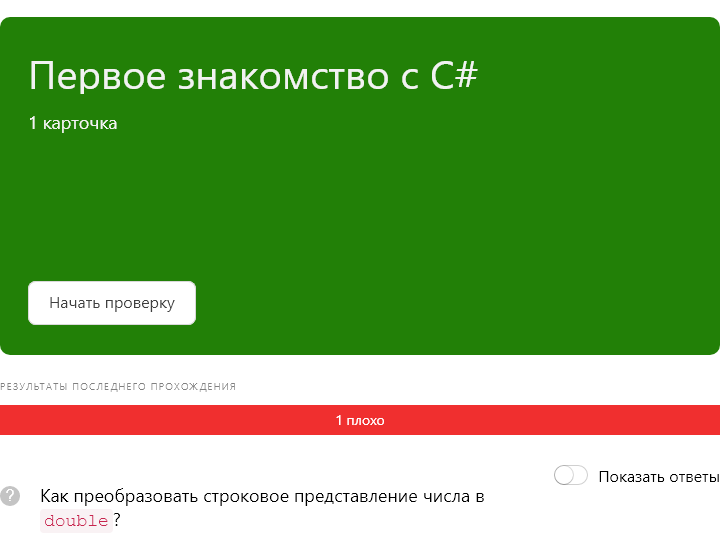 Первое знакомство с C#
1 карточка
Начать проверку
РЕЗУЛЬТАТЫ ПОСЛЕДНЕГО ПРОХОЖДЕНИЯ
1 плохо
Показать ответы
? Как преобразовать строковое представление числа в
double?